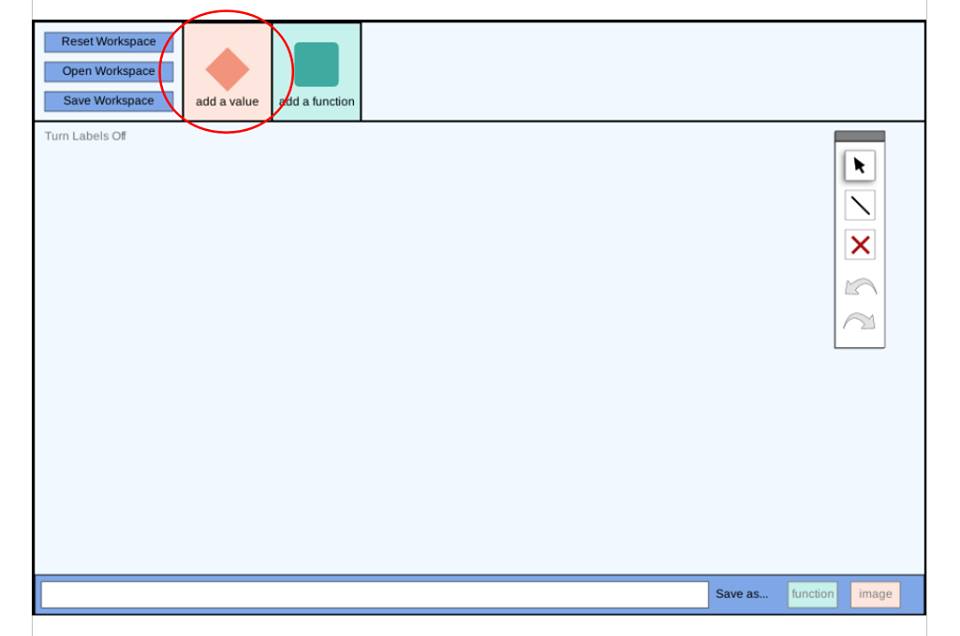 Reset Workspace
Open Workspace
Save Workspace
add a value
add a function
Turn Labels Off
Save as...
function
image